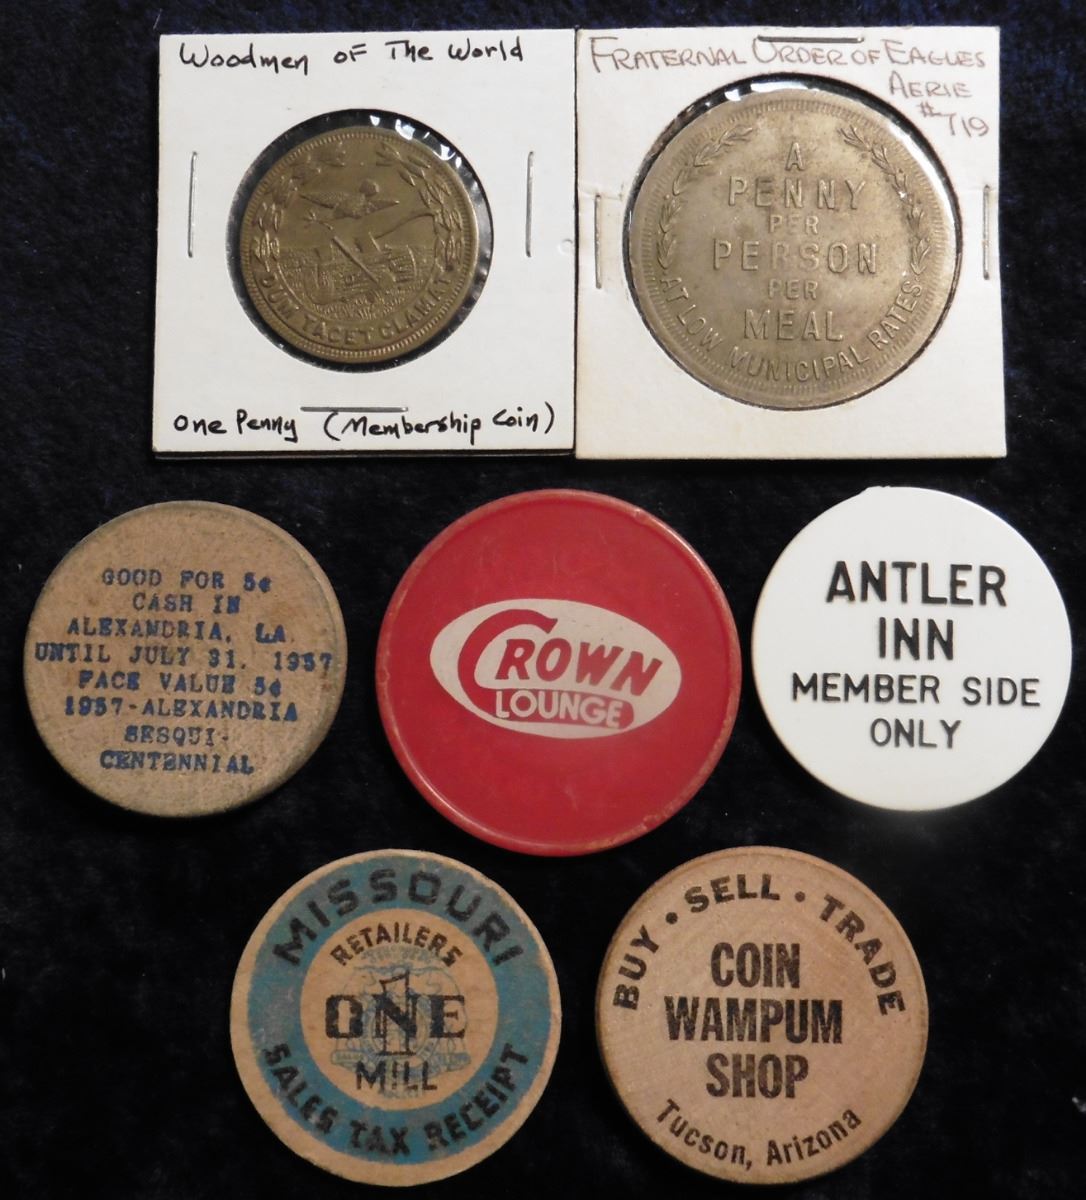 Woodmen of The World
DUM TACET CLAMAT
One Penny (Membership Coin)
FRATERNAL ORDER OF EAGLES
AERIE
#719
A
PENNY
PER
PERSON
PER
MEAL
AT LOW MUNICIPAL RATES
GOOD FOR 5¢
CASH IN
ALEXANDRIA, LA.
UNTIL JULY 31, 1957
FACE VALUE 5¢
1957-ALEXANDRIA
SESQUI-
CENTENNIAL
CROWN
LOUNGE
ANTLER
INN
MEMBER SIDE
ONLY
MISSOURI
RETAILERS
1
ONE
MILL
SALES TAX RECEIPT
BUY • SELL • TRADE
COIN
WAMPUM
SHOP
Tucson, Arizona